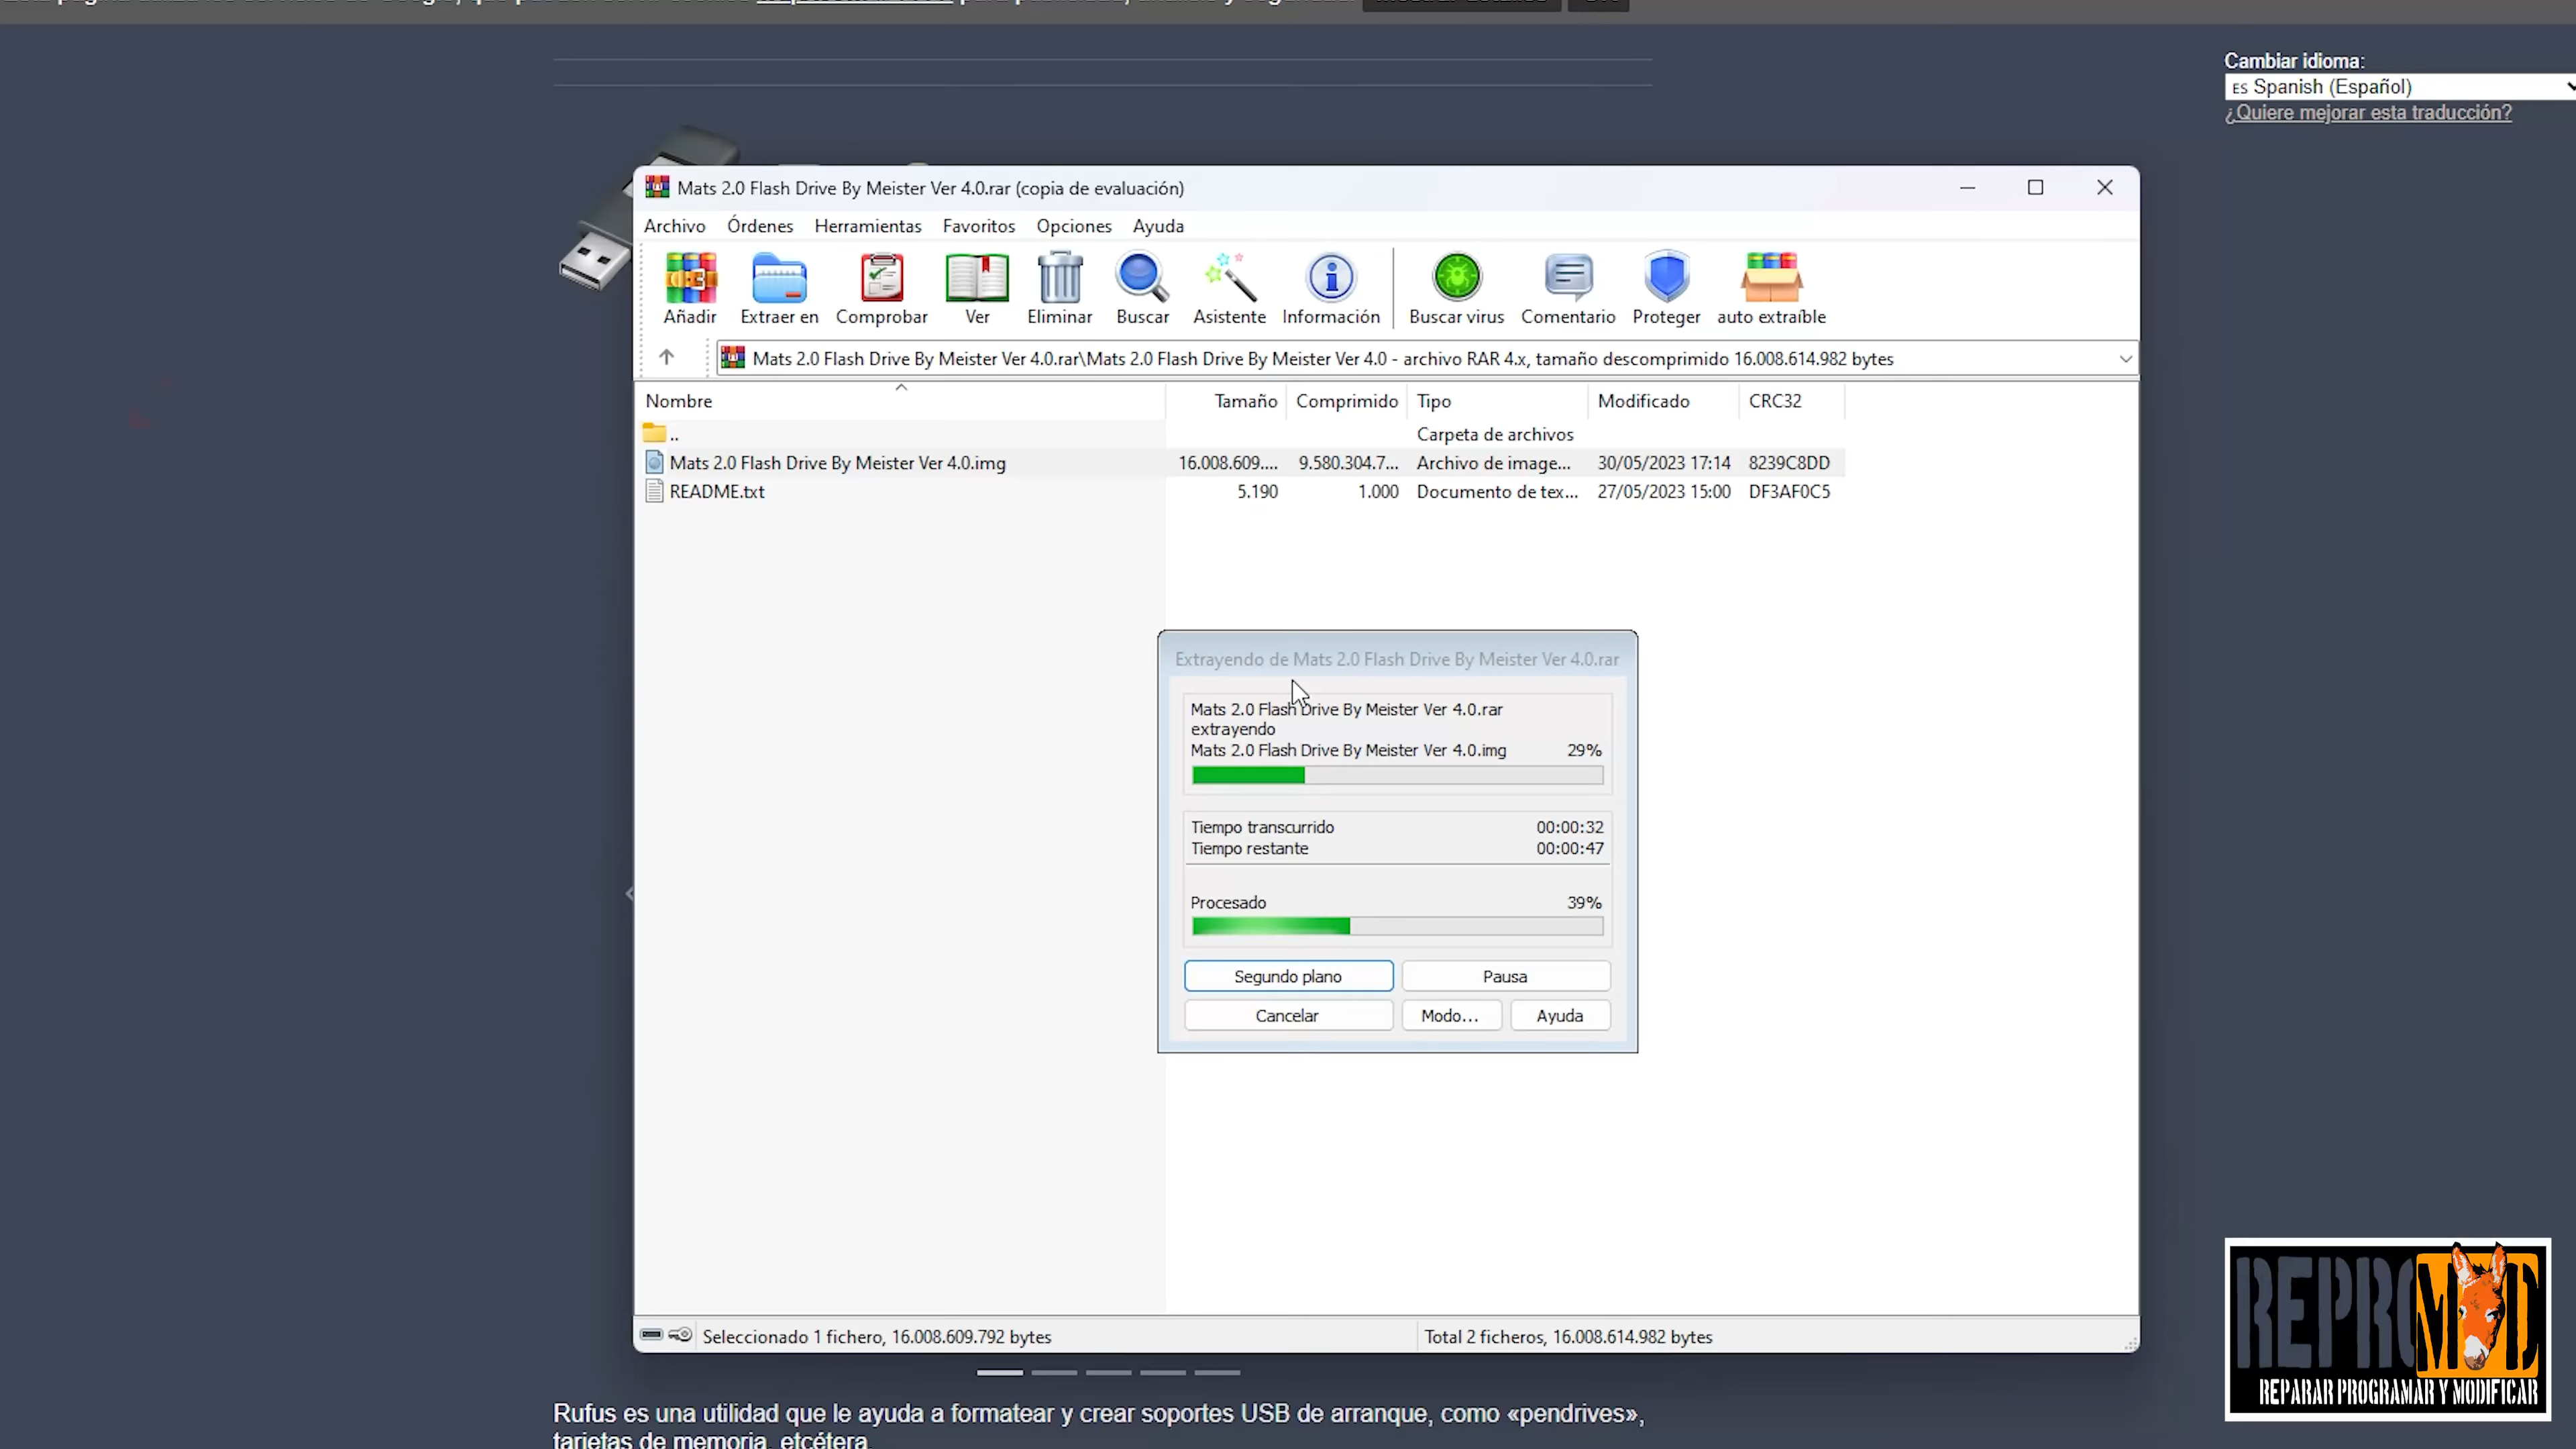 Cambiar idioma:
ES Spanish (Español)
¿Quiere mejorar esta traducción?
Mats 2.0 Flash Drive By Meister Ver 4.0.rar (copia de evaluación)
Archivo Órdenes Herramientas Favoritos Opciones Ayuda
Añadir Extraer en Comprobar Ver Eliminar Buscar Asistente Información Buscar virus Comentario Proteger auto extraíble
Mats 2.0 Flash Drive By Meister Ver 4.0.rar\Mats 2.0 Flash Drive By Meister Ver 4.0 - archivo RAR 4.x, tamaño descomprimido 16.008.614.982 bytes
Nombre Tamaño Comprimido Tipo Modificado CRC32
.. Carpeta de archivos
Mats 2.0 Flash Drive By Meister Ver 4.0.img 16.008.609.... 9.580.304.7... Archivo de image... 30/05/2023 17:14 8239C8DD
README.txt 5.190 1.000 Documento de tex... 27/05/2023 15:00 DF3AF0C5
Extrayendo de Mats 2.0 Flash Drive By Meister Ver 4.0.rar
Mats 2.0 Flash Drive By Meister Ver 4.0.rar
extrayendo
Mats 2.0 Flash Drive By Meister Ver 4.0.img 29%
Tiempo transcurrido 00:00:32
Tiempo restante 00:00:47
Procesado 39%
Segundo plano Pausa
Cancelar Modo... Ayuda
Seleccionado 1 fichero, 16.008.609.792 bytes Total 2 ficheros, 16.008.614.982 bytes
REPROMOD
REPARAR PROGRAMAR Y MODIFICAR
Rufus es una utilidad que le ayuda a formatear y crear soportes USB de arranque, como «pendrives»,
tarjetas de memoria, etcétera.